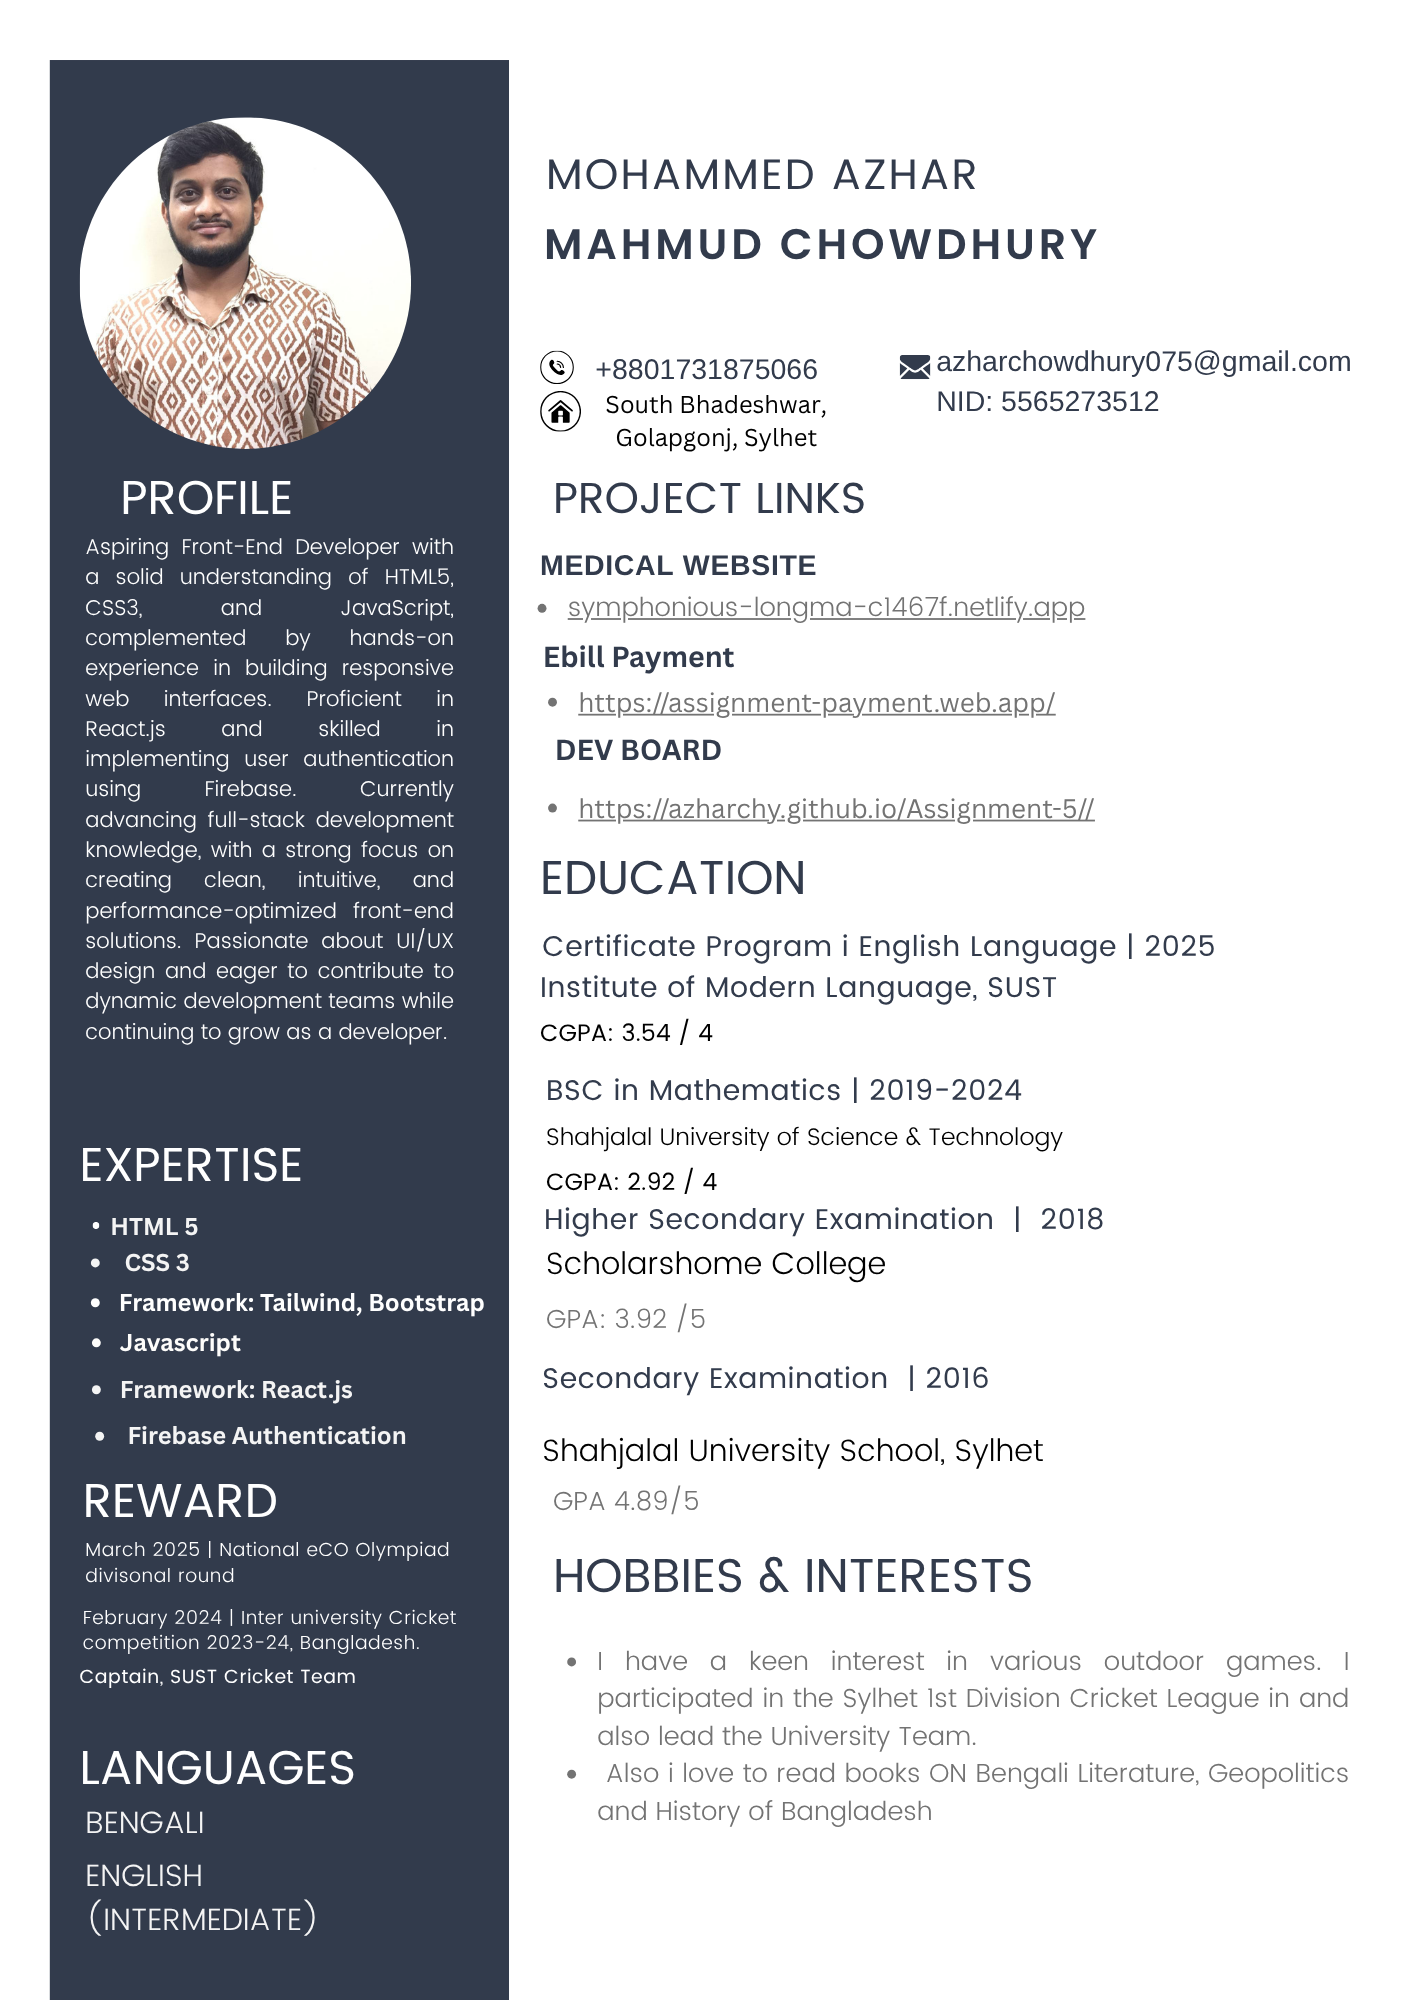 MOHAMMED AZHAR
MAHMUD CHOWDHURY
+8801731875066
South Bhadeshwar,
Golapgonj, Sylhet
azharchowdhury075@gmail.com
NID: 5565273512
PROFILE
Aspiring Front-End Developer with
a solid understanding of HTML5,
CSS3, and JavaScript,
complemented by hands-on
experience in building responsive
web interfaces. Proficient in
React.js and skilled in
implementing user authentication
using Firebase. Currently
advancing full-stack development
knowledge, with a strong focus on
creating clean, intuitive, and
performance-optimized front-end
solutions. Passionate about UI/UX
design and eager to contribute to
dynamic development teams while
continuing to grow as a developer.
EXPERTISE
• HTML 5
• CSS 3
• Framework: Tailwind, Bootstrap
• Javascript
• Framework: React.js
• Firebase Authentication
REWARD
March 2025 | National eCO Olympiad
divisonal round
February 2024 | Inter university Cricket
competition 2023-24, Bangladesh.
Captain, SUST Cricket Team
LANGUAGES
BENGALI
ENGLISH
(INTERMEDIATE)
PROJECT LINKS
MEDICAL WEBSITE
• symphonious-longma-c1467f.netlify.app
Ebill Payment
• https://assignment-payment.web.app/
DEV BOARD
• https://azharchy.github.io/Assignment-5//
EDUCATION
Certificate Program i English Language | 2025
Institute of Modern Language, SUST
CGPA: 3.54 / 4
BSC in Mathematics | 2019-2024
Shahjalal University of Science & Technology
CGPA: 2.92 / 4
Higher Secondary Examination | 2018
Scholarshome College
GPA: 3.92 /5
Secondary Examination | 2016
Shahjalal University School, Sylhet
GPA 4.89/5
HOBBIES & INTERESTS
• I have a keen interest in various outdoor games. I
participated in the Sylhet 1st Division Cricket League in and
also lead the University Team.
• Also i love to read books ON Bengali Literature, Geopolitics
and History of Bangladesh